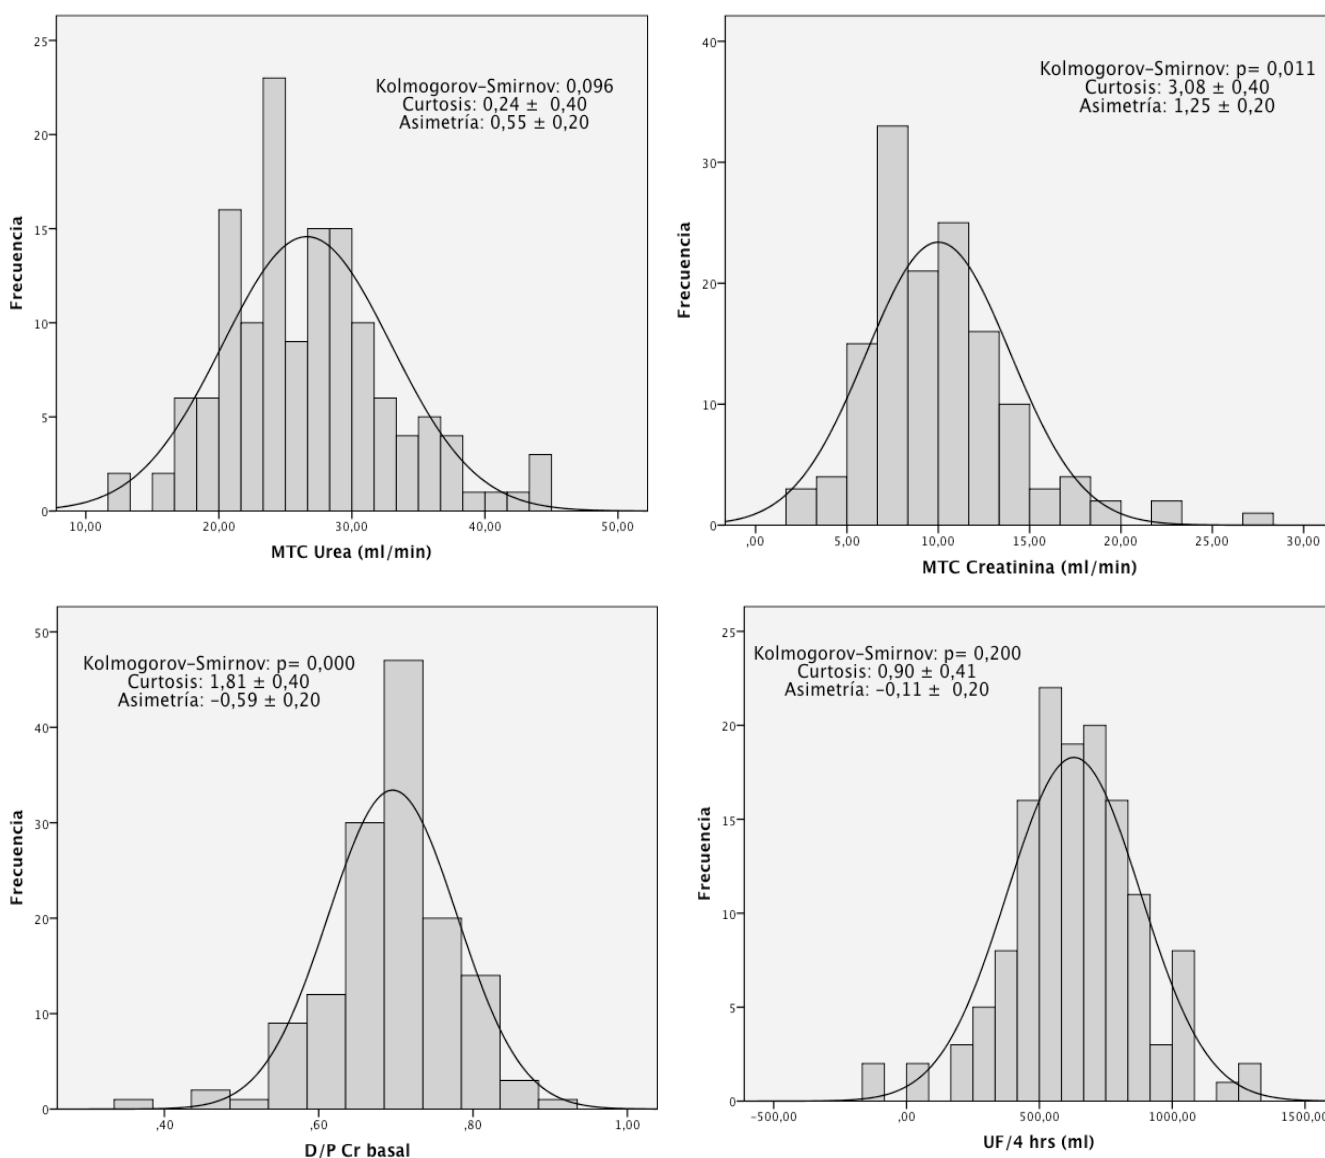 Kolmogorov-Smirnov: 0,096
Curtosis: 0,24 ± 0,40
Asimetría: 0,55 ± 0,20
Frecuencia
25
20
15
10
5
0
10,00 20,00 30,00 40,00 50,00
MTC Urea (ml/min)
Kolmogorov-Smirnov: p= 0,011
Curtosis: 3,08 ± 0,40
Asimetría: 1,25 ± 0,20
Frecuencia
40
30
20
10
0
,00 5,00 10,00 15,00 20,00 25,00 30,00
MTC Creatinina (ml/min)
Kolmogorov-Smirnov: p= 0,000
Curtosis: 1,81 ± 0,40
Asimetría: -0,59 ± 0,20
Frecuencia
50
40
30
20
10
0
,40 ,60 ,80 1,00
D/P Cr basal
Kolmogorov-Smirnov: p= 0,200
Curtosis: 0,90 ± 0,41
Asimetría: -0,11 ± 0,20
Frecuencia
25
20
15
10
5
0
-500,00 ,00 500,00 1000,00 1500,00
UF/4 hrs (ml)